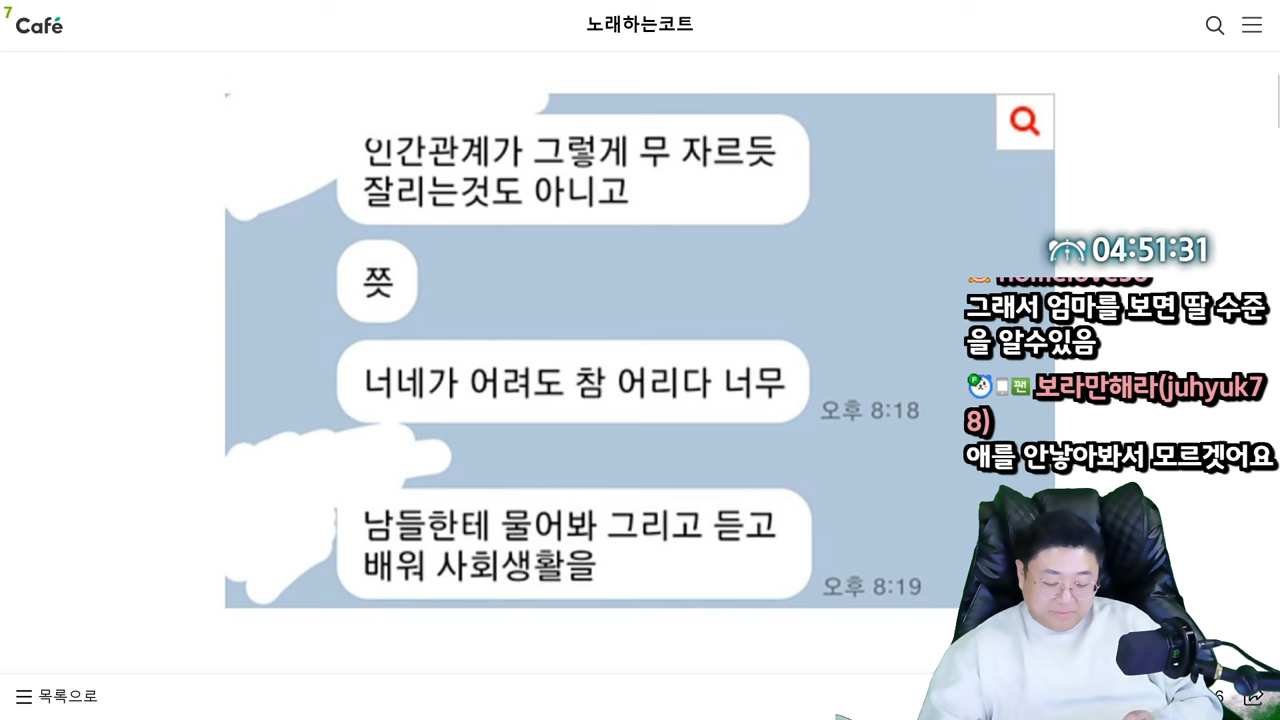 7
Café
노래하는코트
인간관계가 그렇게 무 자르듯
잘리는것도 아니고
쯧
너네가 어려도 참 어리다 너무
오후 8:18
남들한테 물어봐 그리고 듣고
배워 사회생활을
오후 8:19
04:51:31
그래서 엄마를 보면 딸 수준
을 알수있음
F 팬 보라만해라(juhyuk7
8)
애를 안낳아봐서 모르겟어요
목록으로
6